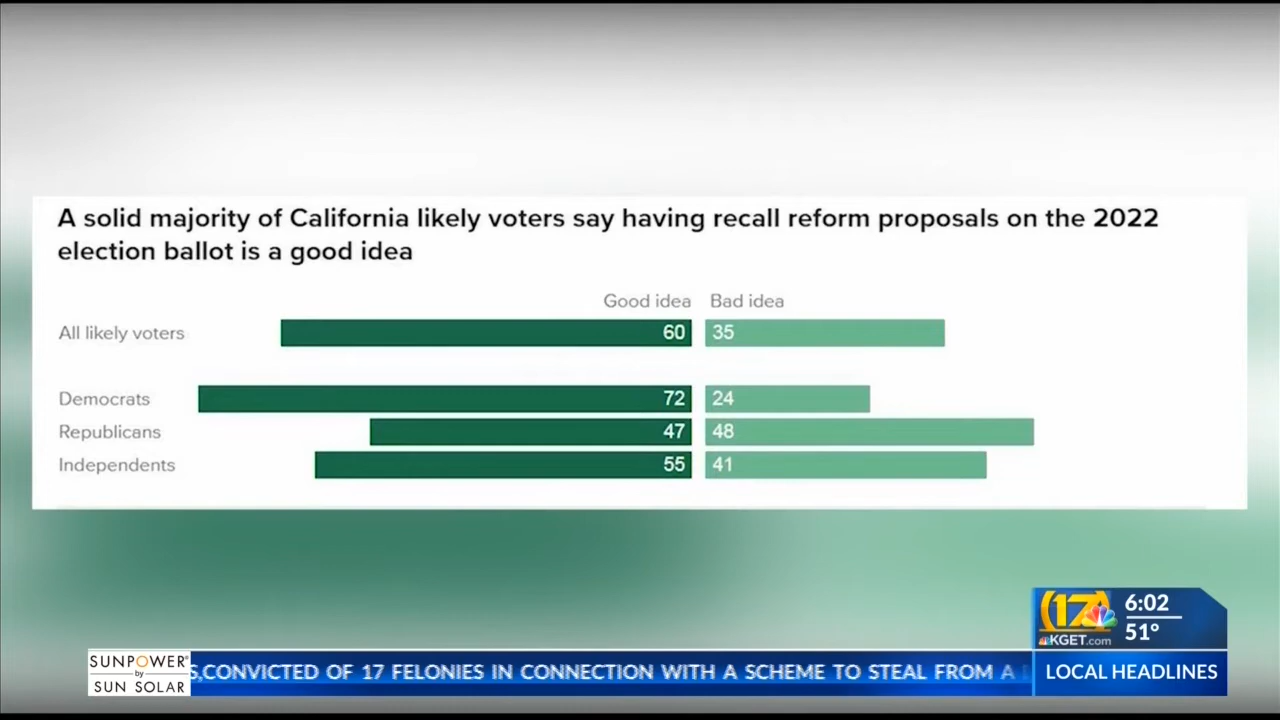 A solid majority of California likely voters say having recall reform proposals on the 2022
election ballot is a good idea
Good idea Bad idea
All likely voters 60 35
Democrats 72 24
Republicans 47 48
Independents 55 41
17 6:02
KGET.com 51°
SUNPOWER®
by
SUN SOLAR
S,CONVICTED OF 17 FELONIES IN CONNECTION WITH A SCHEME TO STEAL FROM A
LOCAL HEADLINES